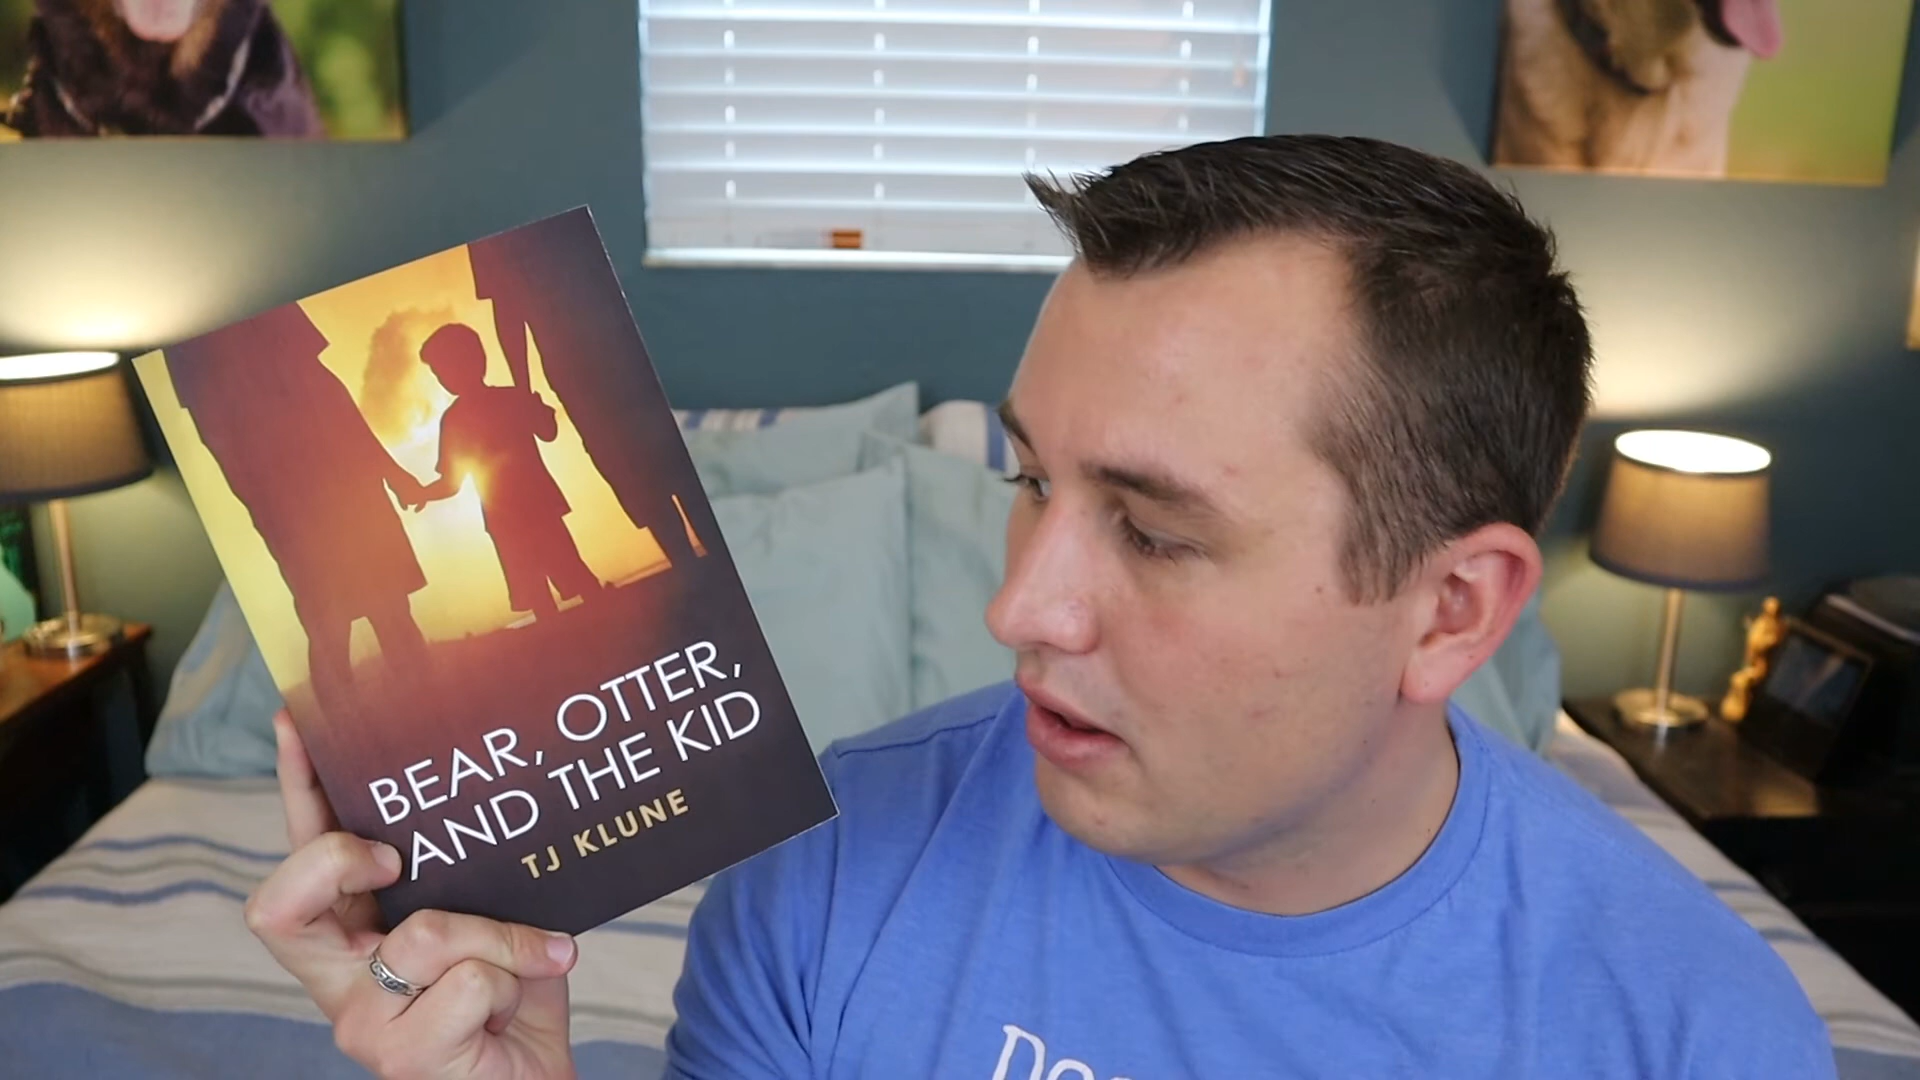 BEAR, OTTER,
AND THE KID
TJ KLUNE